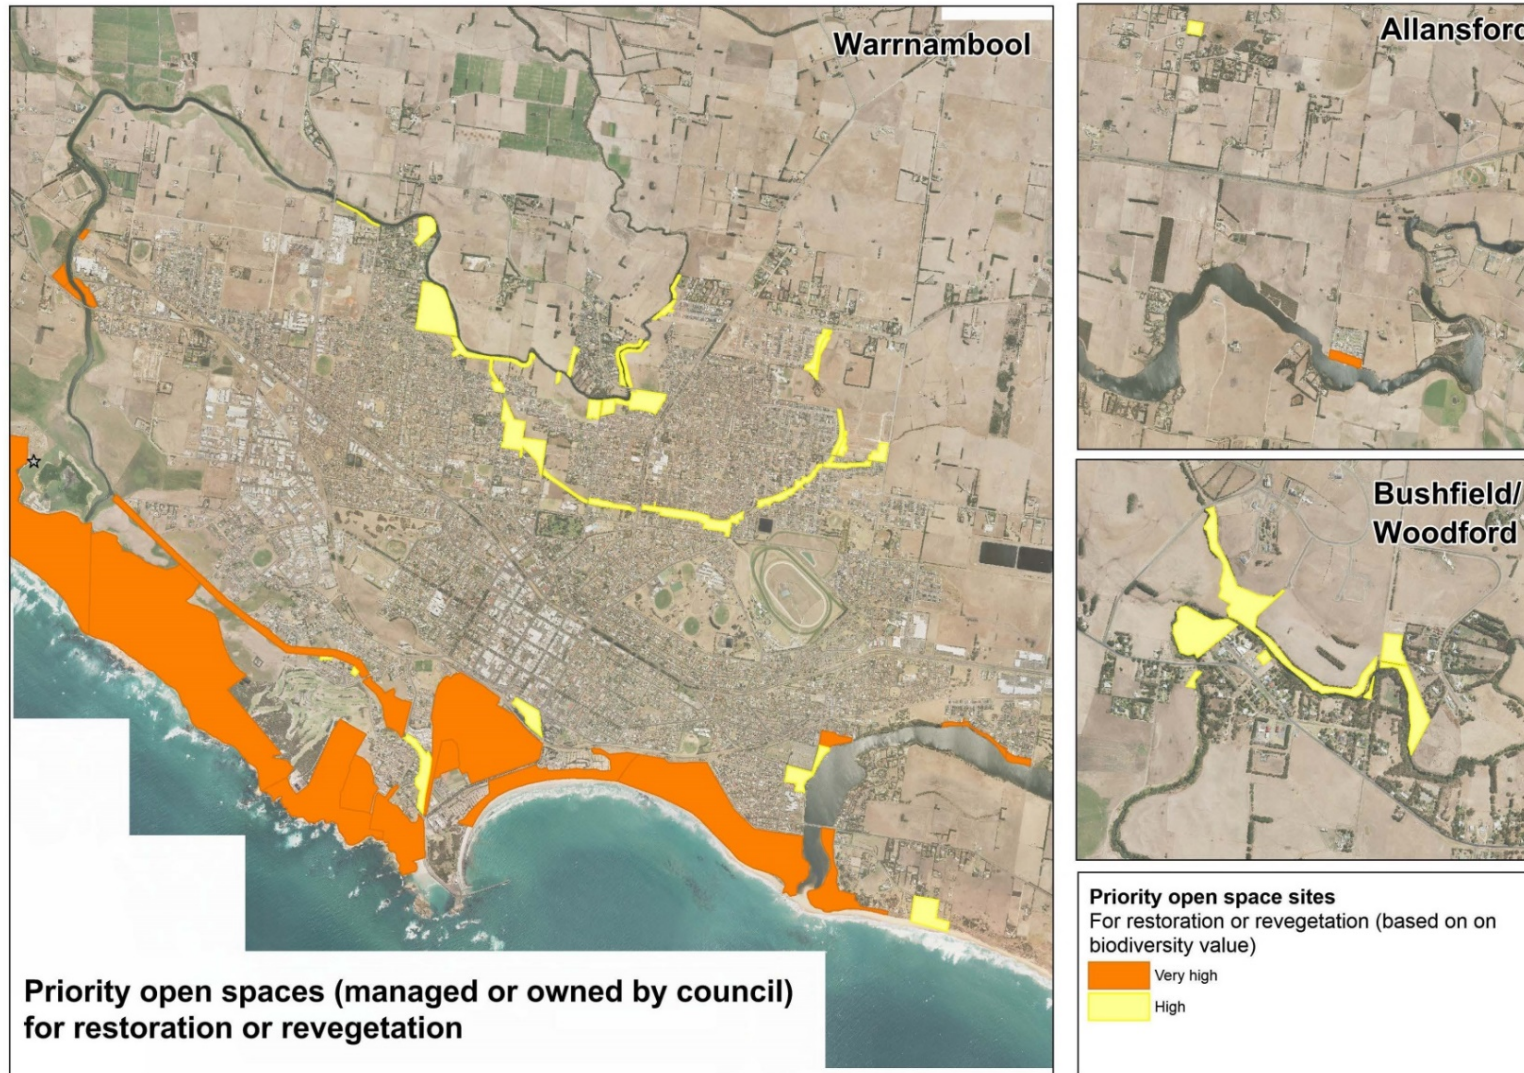 Warrnambool
Allansford
Bushfield/
Woodford
Priority open spaces (managed or owned by council)
for restoration or revegetation
Priority open space sites
For restoration or revegetation (based on on
biodiversity value)
Very high
High